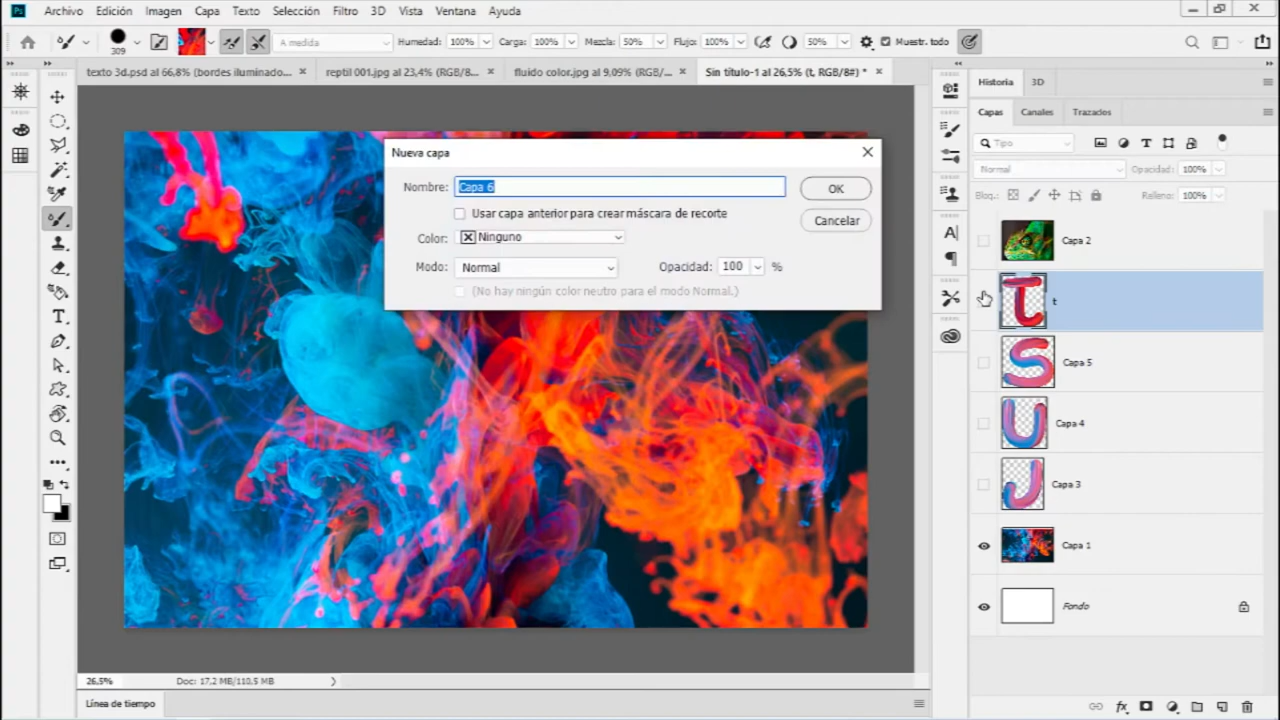 Ps Archivo Edición Imagen Capa Texto Selección Filtro 3D Vista Ventana Ayuda
309 A medida Humedad: 100% Carga: 100% Mezcla: 50% Flujo: 100% 50% Muestr. todo
texto 3d.psd al 66,8% (bordes iluminado... × reptil 001.jpg al 23,4% (RGB/8... × fluido color.jpg al 9,09% (RGB/... × Sin título-1 al 26,5% (t, RGB/8#) * ×
Historia 3D
Capas Canales Trazados
Tipo
Normal Opacidad: 100%
Bloq.: Relleno: 100%
Nueva capa
Nombre: Capa 6 OK
Usar capa anterior para crear máscara de recorte Cancelar
Color: Ninguno
Modo: Normal Opacidad: 100 %
(No hay ningún color neutro para el modo Normal.)
Capa 2
t
Capa 5
Capa 4
Capa 3
Capa 1
Fondo
26,5% Doc: 17,2 MB/110,5 MB
Línea de tiempo